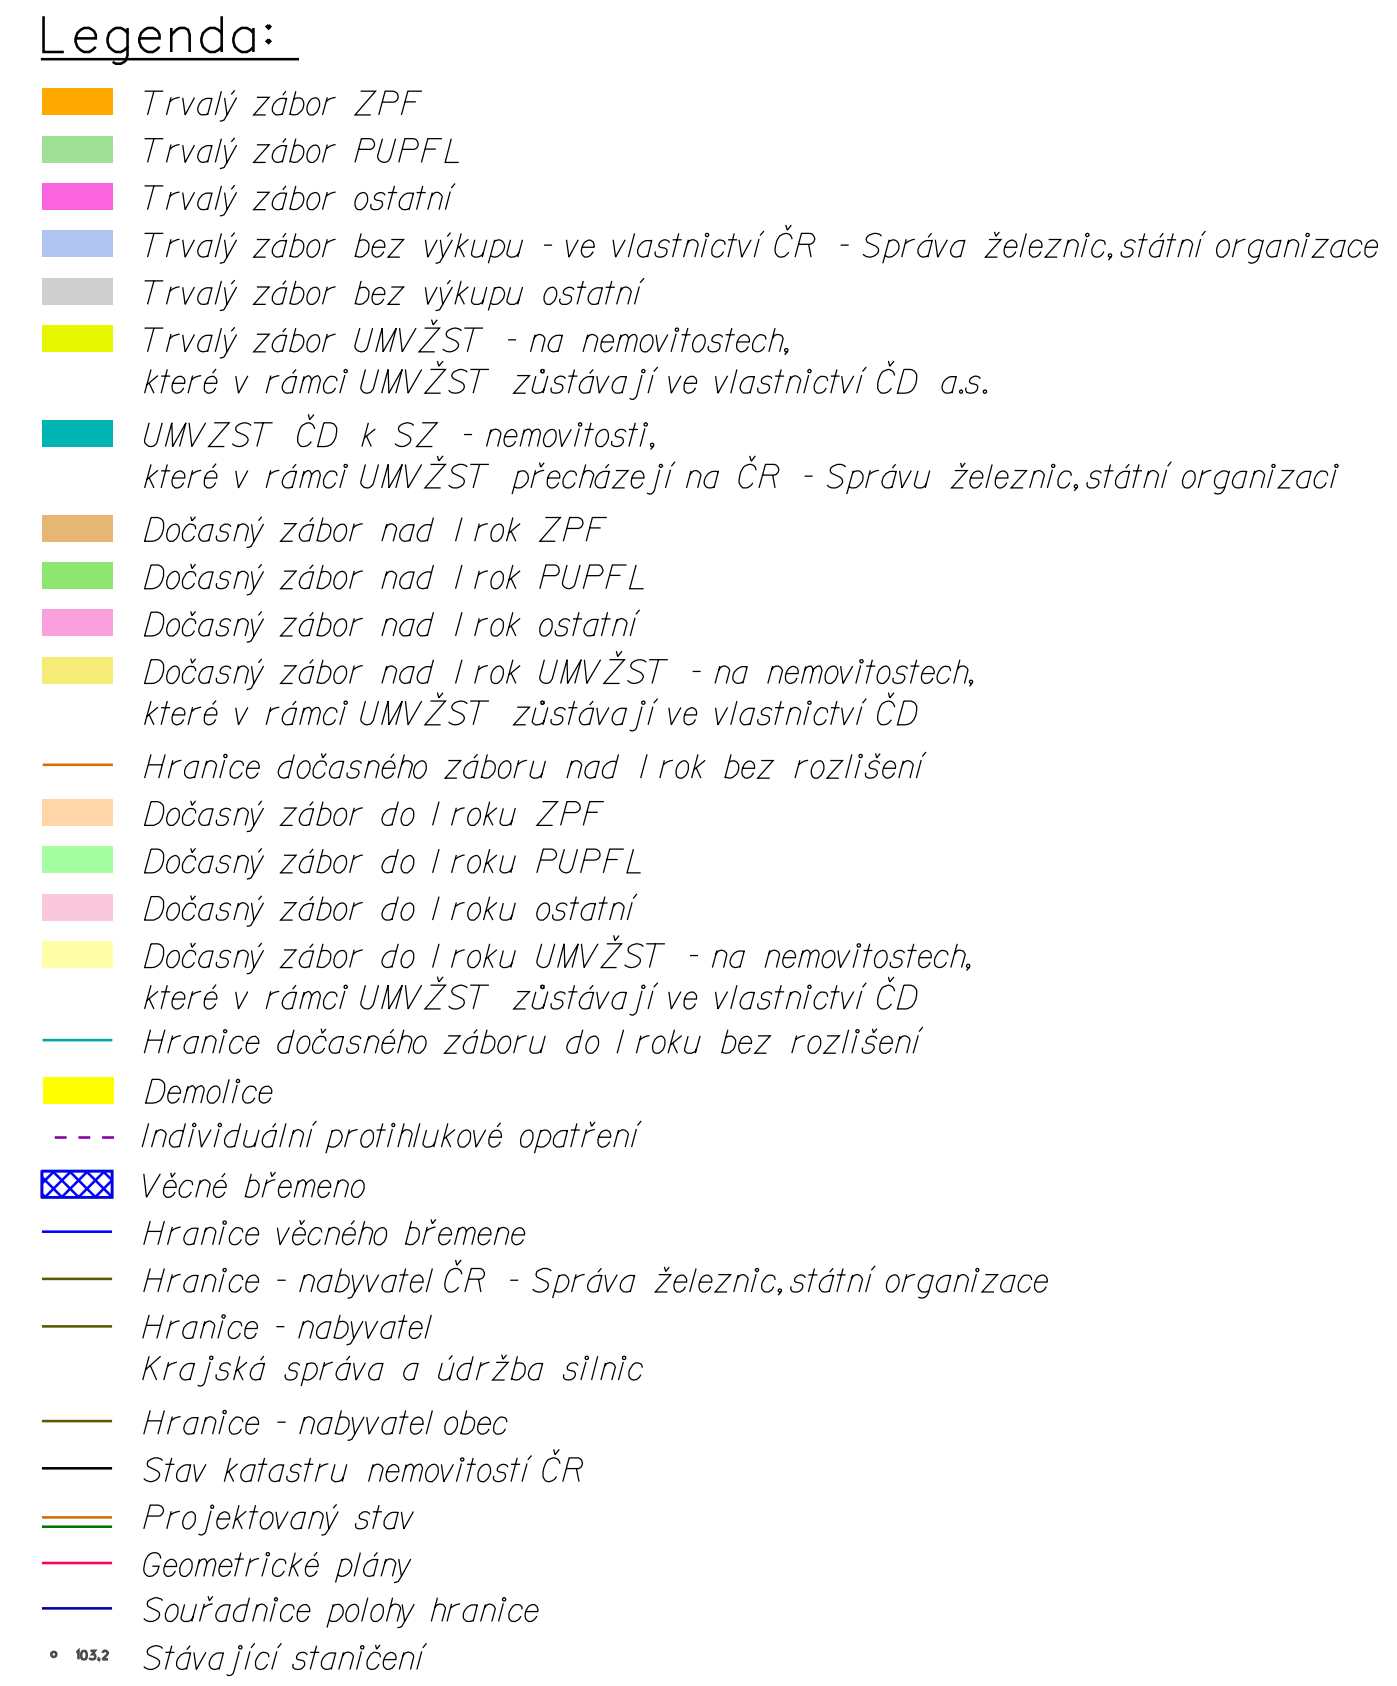 Legenda:
Trvalý zábor ZPF
Trvalý zábor PUPFL
Trvalý zábor ostatní
Trvalý zábor bez výkupu - ve vlastnictví ČR - Správa železnic, státní organizace
Trvalý zábor bez výkupu ostatní
Trvalý zábor UMVŽST - na nemovitostech,
které v rámci UMVŽST zůstávají ve vlastnictví ČD a.s.
UMVZST ČD k SZ - nemovitosti,
které v rámci UMVŽST přecházejí na ČR - Správu železnic, státní organizaci
Dočasný zábor nad 1 rok ZPF
Dočasný zábor nad 1 rok PUPFL
Dočasný zábor nad 1 rok ostatní
Dočasný zábor nad 1 rok UMVŽST - na nemovitostech,
které v rámci UMVŽST zůstávají ve vlastnictví ČD
Hranice dočasného záboru nad 1 rok bez rozlišení
Dočasný zábor do 1 roku ZPF
Dočasný zábor do 1 roku PUPFL
Dočasný zábor do 1 roku ostatní
Dočasný zábor do 1 roku UMVŽST - na nemovitostech,
které v rámci UMVŽST zůstávají ve vlastnictví ČD
Hranice dočasného záboru do 1 roku bez rozlišení
Demolice
Individuální protihlukové opatření
Věcné břemeno
Hranice věcného břemene
Hranice - nabyvatel ČR - Správa železnic, státní organizace
Hranice - nabyvatel
Krajská správa a údržba silnic
Hranice - nabyvatel obec
Stav katastru nemovitostí ČR
Projektovaný stav
Geometrické plány
Souřadnice polohy hranice
103,2 Stávající staničení